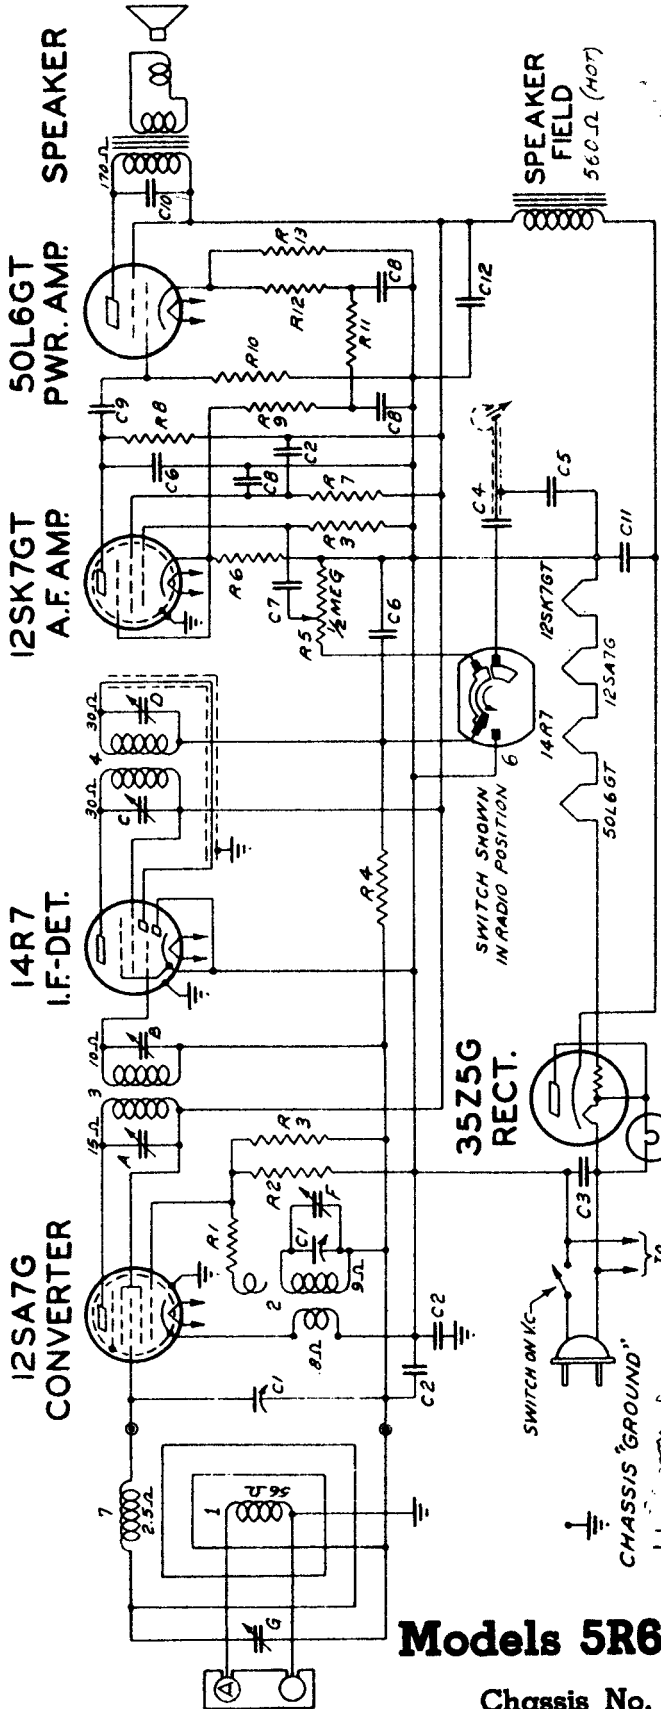 12SA7G
CONVERTER
14R7
I.F.-DET.
12SK7GT
A.F. AMP.
50L6GT
PWR. AMP.
SPEAKER
7
2.5Ω
1
56Ω
G
A
C1
C2
C2
.8Ω
2
9Ω
C1
F
R1
R2
R3
15Ω
3
10Ω
A
B
30Ω
4
30Ω
C
D
R4
C6
R5
½ MEG
C7
R6
R3
R7
C8
C2
C6
R8
C9
R9
R10
C8
R11
C8
R12
R13
170Ω
C10
C12
SPEAKER
FIELD
560Ω (HOT)
C4
C5
C11
6
SWITCH SHOWN
IN RADIO POSITION
50L6GT
14R7
12SA7G
12SK7GT
35Z5G
RECT.
C3
SWITCH ON V.C.
TO
CHASSIS "GROUND"
Models 5R6
Chassis No.